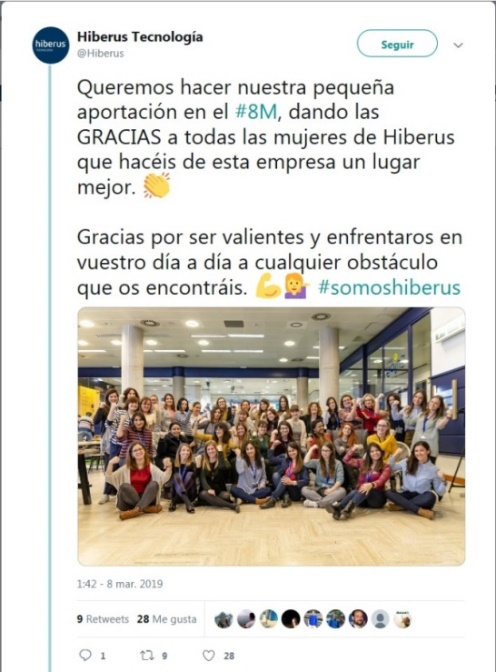 hiberus
Hiberus Tecnología
@Hiberus
Seguir
Queremos hacer nuestra pequeña
aportación en el #8M, dando las
GRACIAS a todas las mujeres de Hiberus
que hacéis de esta empresa un lugar
mejor. 👏
Gracias por ser valientes y enfrentaros en
vuestro día a día a cualquier obstáculo
que os encontráis. 💪💁‍♀️ #somoshiberus
1:42 - 8 mar. 2019
9 Retweets 28 Me gusta
1 9 28